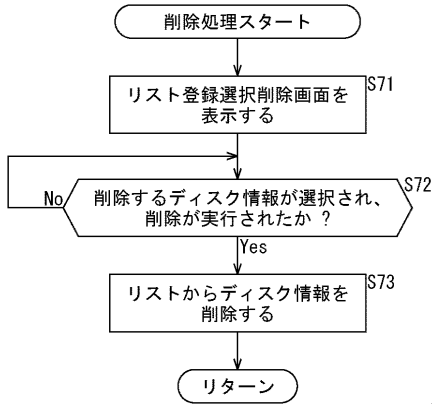 削除処理スタート
S71
リスト登録選択削除画面を
表示する
S72
No
削除するディスク情報が選択され、
削除が実行されたか ?
Yes
S73
リストからディスク情報を
削除する
リターン